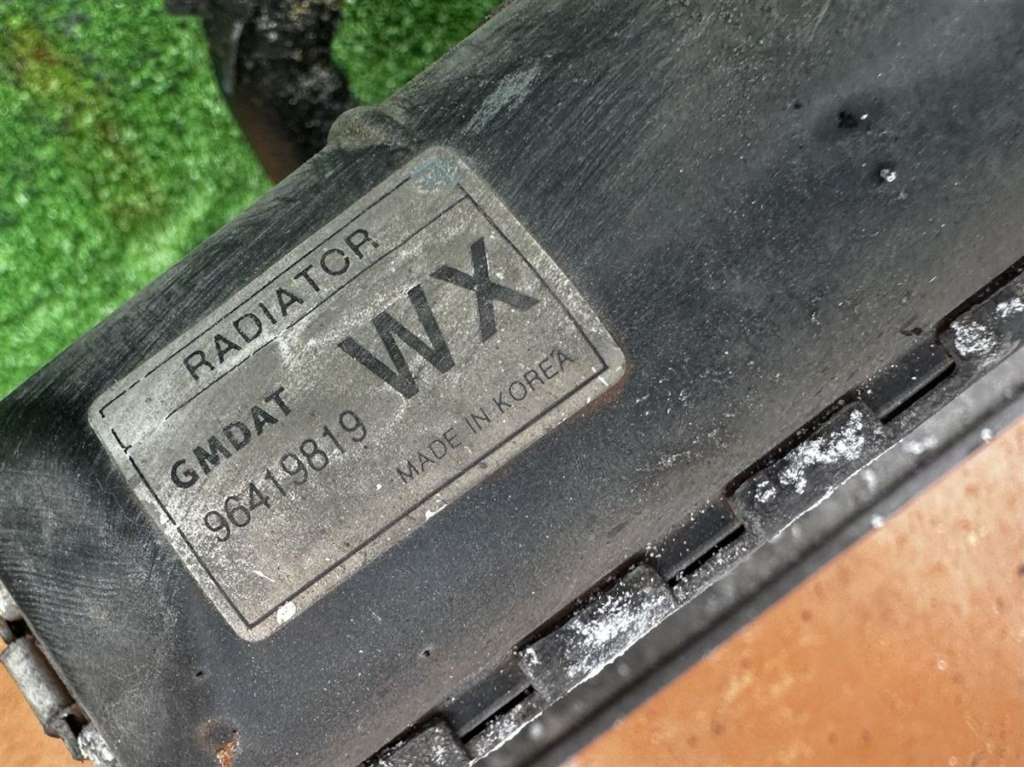 RADIATOR
GMDAT WX
96419819
MADE IN KOREA